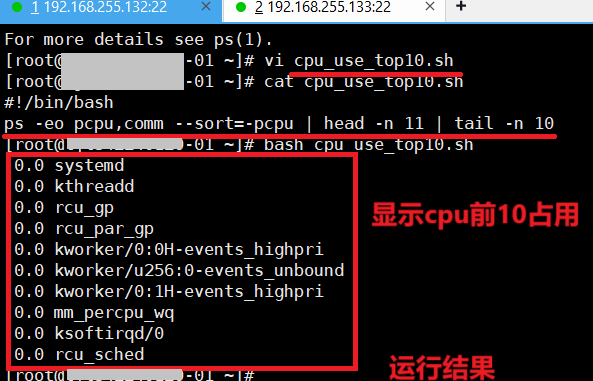 1 192.168.255.132:22 × 2 192.168.255.133:22 × +
For more details see ps(1).
[root@ -01 ~]# vi cpu_use_top10.sh
[root@ -01 ~]# cat cpu_use_top10.sh
#!/bin/bash
ps -eo pcpu,comm --sort=-pcpu | head -n 11 | tail -n 10
[root@ -01 ~]# bash cpu_use_top10.sh
0.0 systemd
0.0 kthreadd
0.0 rcu_gp
0.0 rcu_par_gp
0.0 kworker/0:0H-events_highpri
0.0 kworker/u256:0-events_unbound
0.0 kworker/0:1H-events_highpri
0.0 mm_percpu_wq
0.0 ksoftirqd/0
0.0 rcu_sched
[root@ -01 ~]#
显示cpu前10占用
运行结果